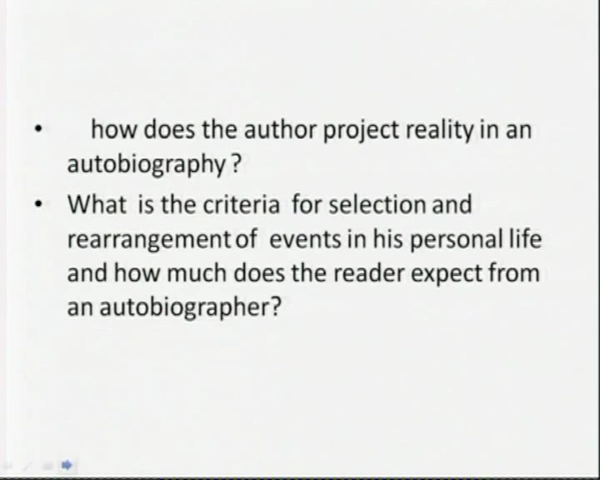 • how does the author project reality in an
autobiography ?
• What is the criteria for selection and
rearrangement of events in his personal life
and how much does the reader expect from
an autobiographer?